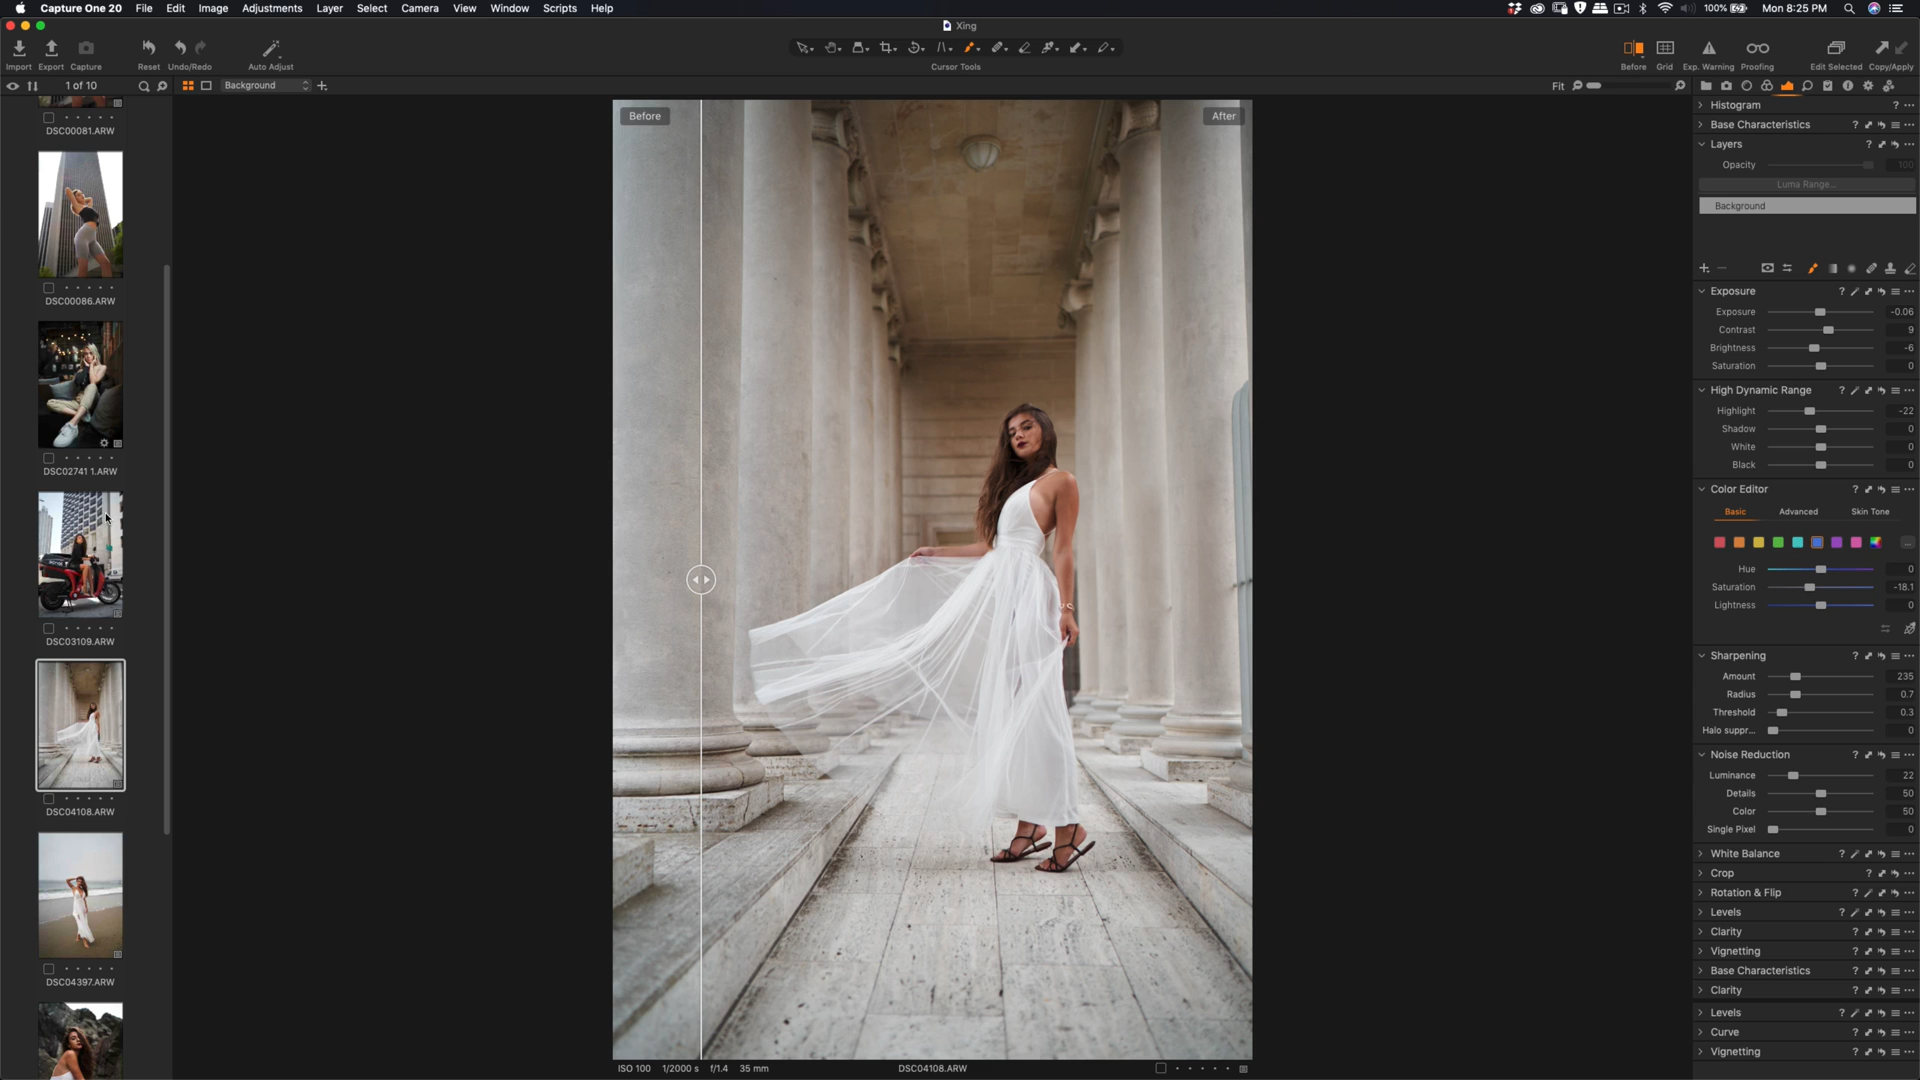 Capture One 20 File Edit Image Adjustments Layer Select Camera View Window Scripts Help 100% Mon 8:25 PM
Xing
Import Export Capture Reset Undo/Redo Auto Adjust Cursor Tools Before Grid Exp. Warning Proofing Edit Selected Copy/Apply
1 of 10 Background Fit
DSC00081.ARW
DSC00086.ARW
DSC02741 1.ARW
DSC03109.ARW
DSC04108.ARW
DSC04397.ARW
Before After
ISO 100 1/2000 s f/1.4 35 mm DSC04108.ARW
Histogram
Base Characteristics
Layers
Opacity 100
Luma Range...
Background
Exposure
Exposure -0.06
Contrast 9
Brightness -6
Saturation 0
High Dynamic Range
Highlight -22
Shadow 0
White 0
Black 0
Color Editor
Basic Advanced Skin Tone
Hue 0
Saturation -18.1
Lightness 0
Sharpening
Amount 235
Radius 0.7
Threshold 0.3
Halo suppr... 0
Noise Reduction
Luminance 22
Details 50
Color 50
Single Pixel 0
White Balance
Crop
Rotation & Flip
Levels
Clarity
Vignetting
Base Characteristics
Clarity
Levels
Curve
Vignetting